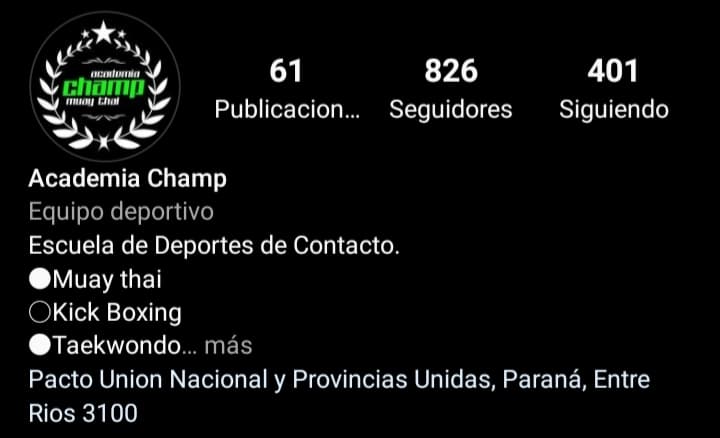 academia
champ
muay thai
61
826
401
Publicacion...
Seguidores
Siguiendo
Academia Champ
Equipo deportivo
Escuela de Deportes de Contacto.
●Muay thai
○Kick Boxing
●Taekwondo... más
Pacto Union Nacional y Provincias Unidas, Paraná, Entre
Rios 3100